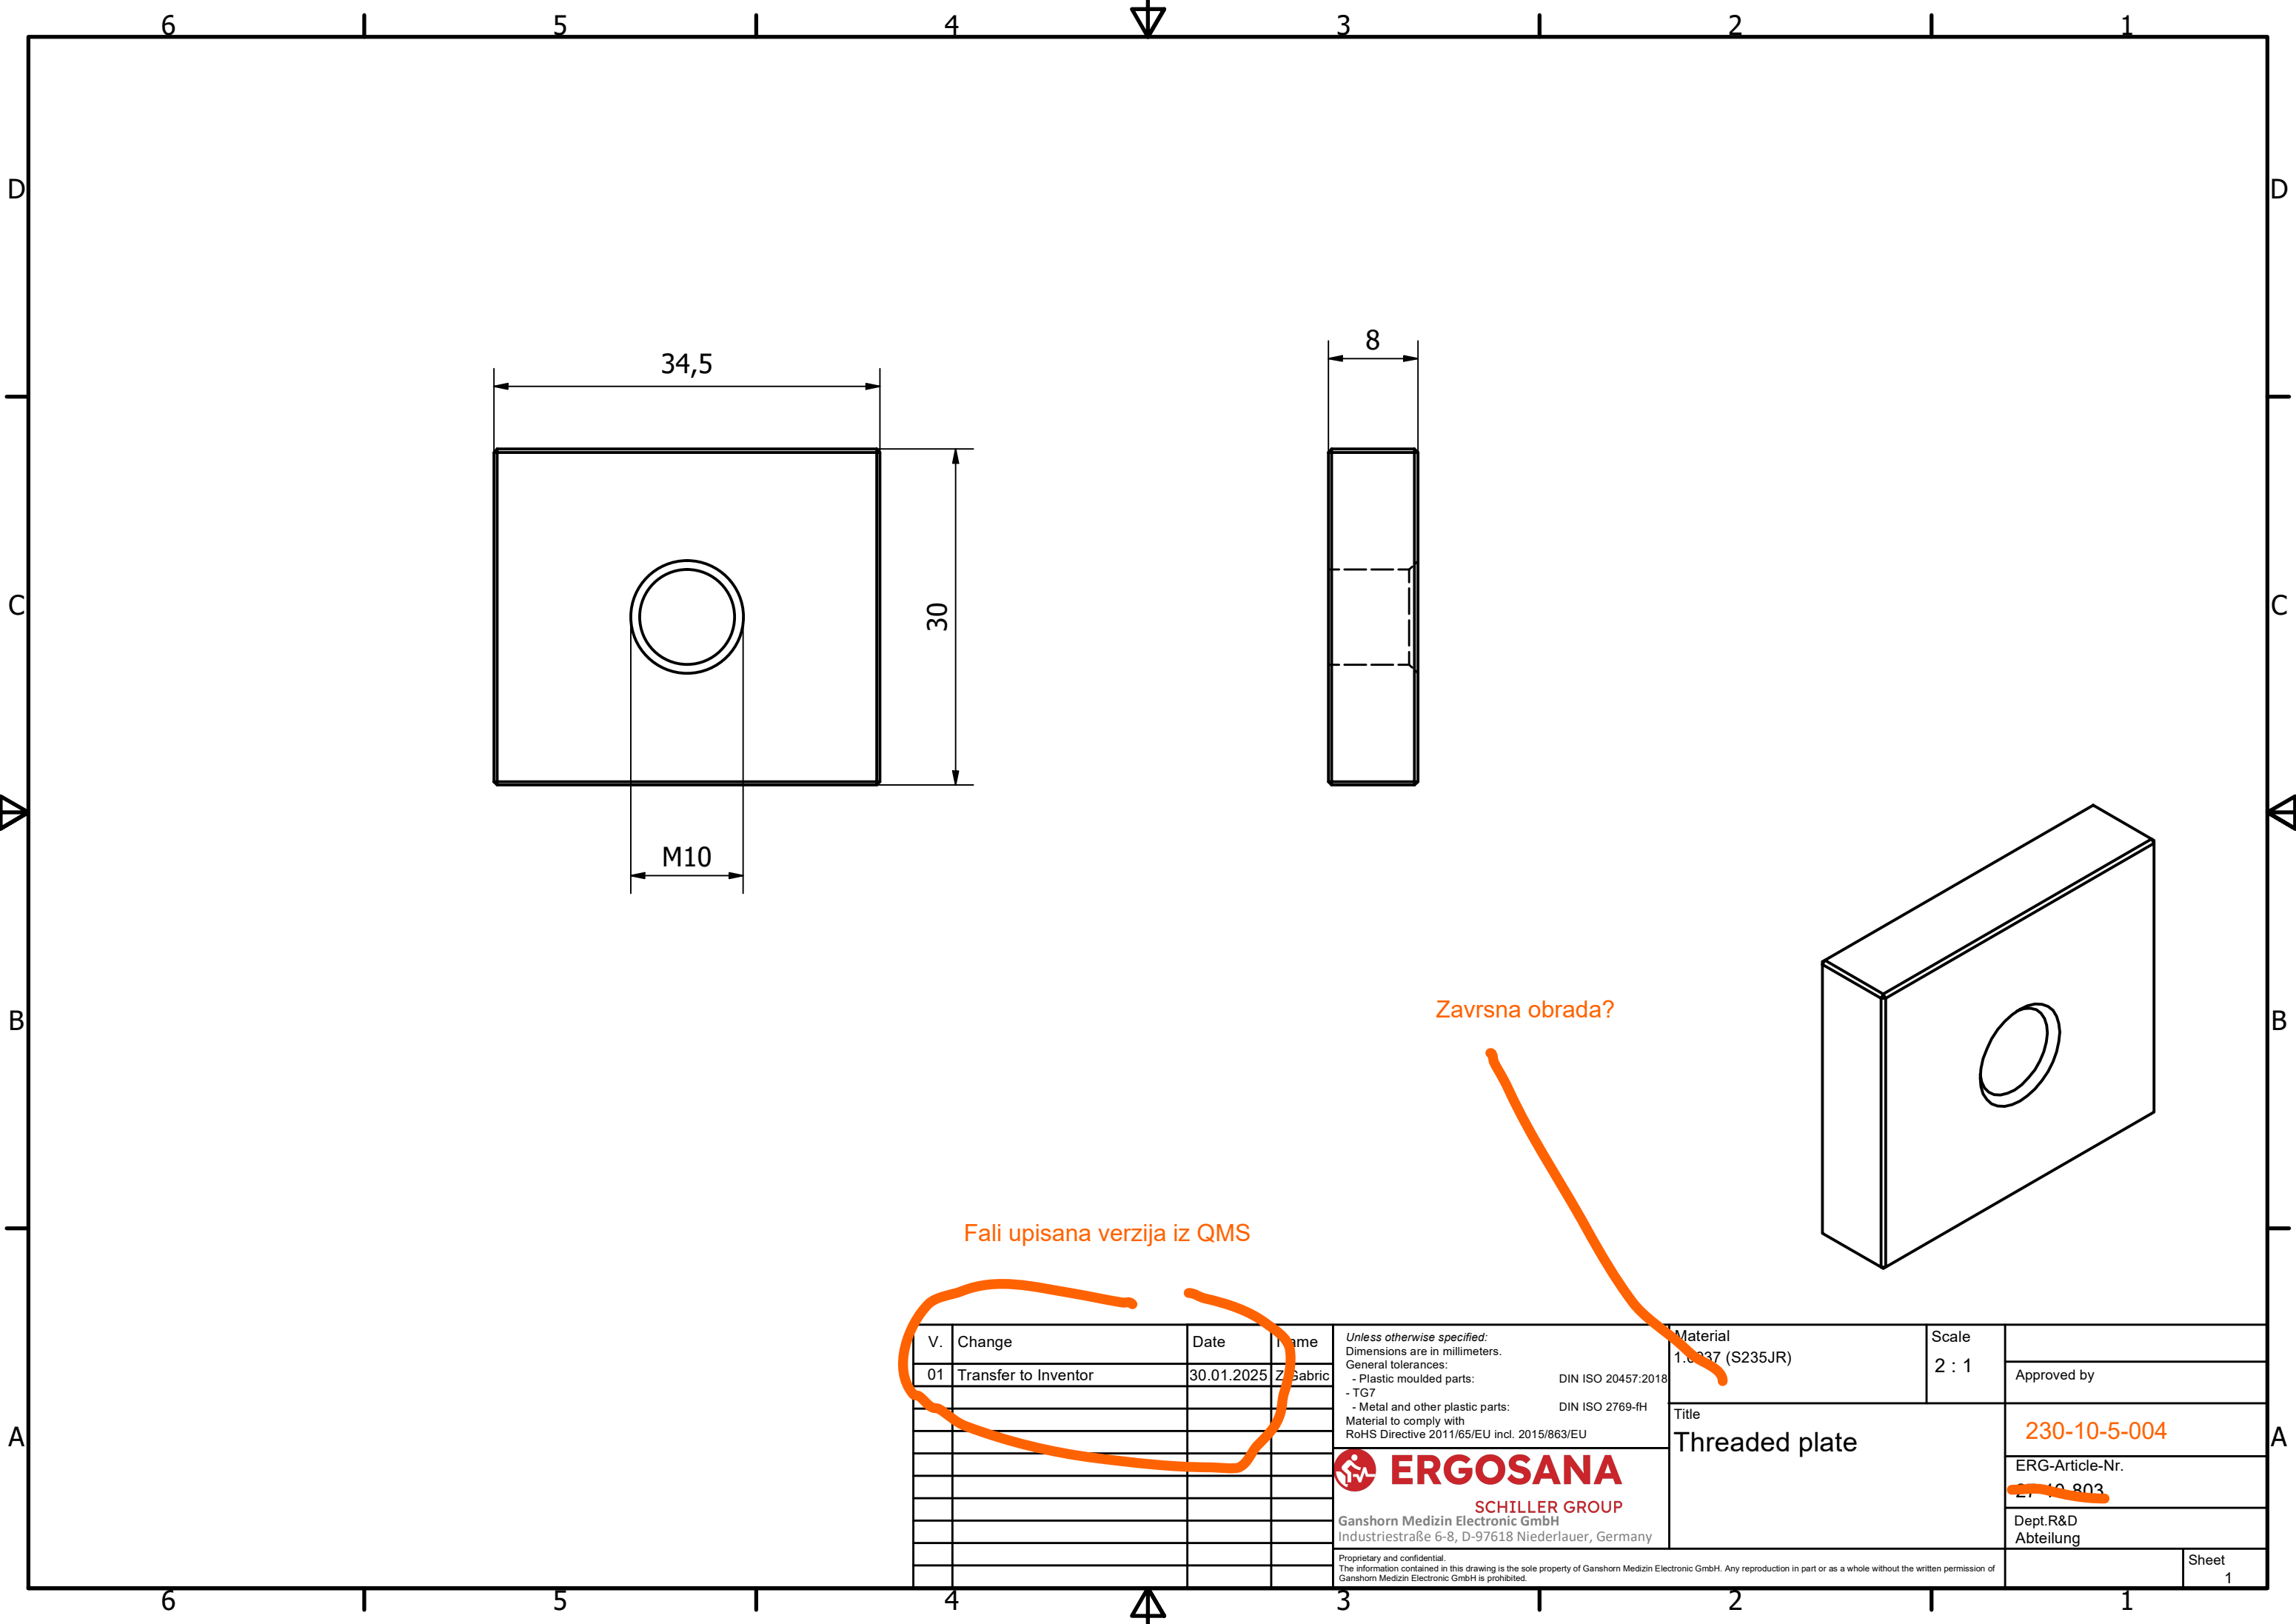 6 5 4 3 2 1
D D
34,5
8
30
C C
M10
Zavrsna obrada?
B B
Fali upisana verzija iz QMS
V. Change Date Name
01 Transfer to Inventor 30.01.2025 Z.Gabric
Unless otherwise specified:
Dimensions are in millimeters.
General tolerances:
- Plastic moulded parts: DIN ISO 20457:2018
- TG7
- Metal and other plastic parts: DIN ISO 2769-fH
Material to comply with
RoHS Directive 2011/65/EU incl. 2015/863/EU
Material
(S235JR)
Scale
2 : 1
Approved by
A A
Title
Threaded plate
230-10-5-004
ERG-Article-Nr.
803
Dept.R&D
Abteilung
ERGOSANA
SCHILLER GROUP
Ganshorn Medizin Electronic GmbH
Industriestraße 6-8, D-97618 Niederlauer, Germany
Proprietary and confidential.
The information contained in this drawing is the sole property of Ganshorn Medizin Electronic GmbH. Any reproduction in part or as a whole without the written permission of
Ganshorn Medizin Electronic GmbH is prohibited.
Sheet
1
6 5 4 3 2 1